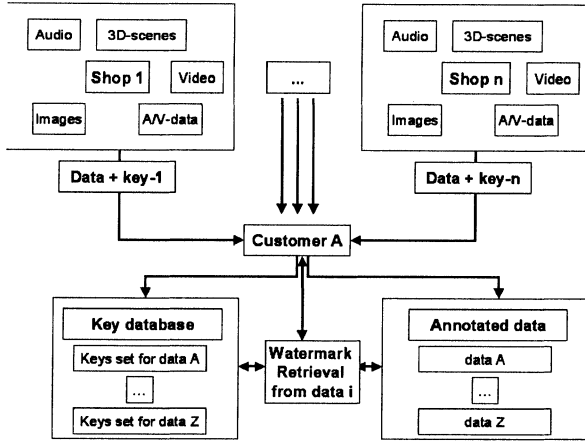 Audio
3D-scenes
Shop 1
Video
Images
A/V-data
Data + key-1
...
Audio
3D-scenes
Shop n
Video
Images
A/V-data
Data + key-n
Customer A
Key database
Keys set for data A
...
Keys set for data Z
Watermark
Retrieval
from data i
Annotated data
data A
...
data Z